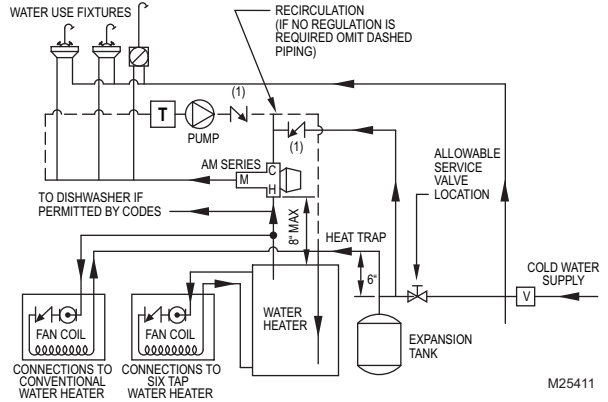 WATER USE FIXTURES
RECIRCULATION
(IF NO REGULATION IS
REQUIRED OMIT DASHED
PIPING)
(1)
T
PUMP
(1)
AM SERIES
M
C
H
ALLOWABLE
SERVICE
VALVE
LOCATION
TO DISHWASHER IF
PERMITTED BY CODES
8" MAX
HEAT TRAP
6"
COLD WATER
SUPPLY
V
WATER
HEATER
FAN COIL
FAN COIL
EXPANSION
TANK
CONNECTIONS TO
CONVENTIONAL
WATER HEATER
CONNECTIONS TO
SIX TAP
WATER HEATER
M25411